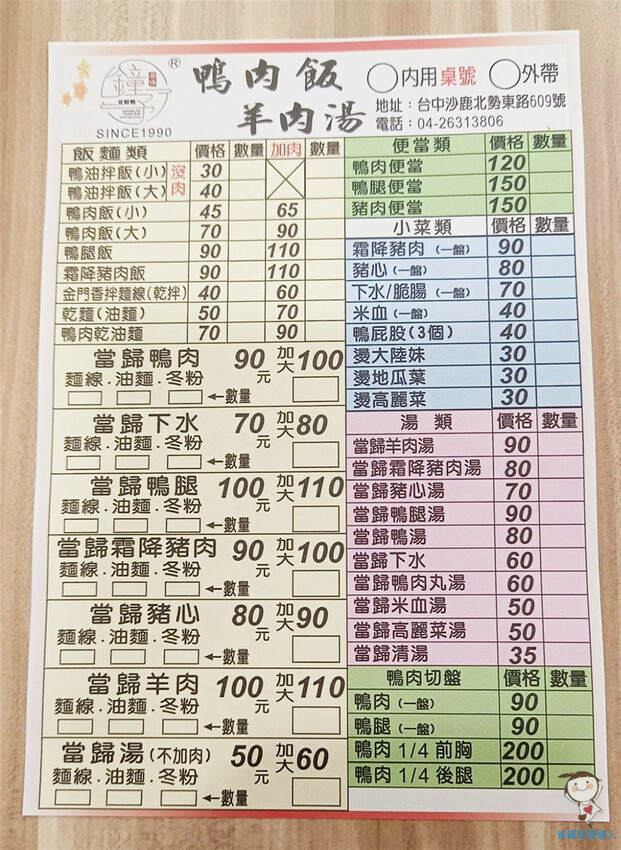 鐘
®
SINCE1990
鴨肉飯
羊肉湯
內用桌號 外帶
地址：台中沙鹿北勢東路609號
電話：04-26313806
飯麵類 價格 數量 加肉 數量
鴨油拌飯(小) 沒肉 30
鴨油拌飯(大) 40
鴨肉飯(小) 45 65
鴨肉飯(大) 70 90
鴨腿飯 90 110
霜降豬肉飯 90 110
金門香拌麵線(乾拌) 40 60
乾麵(油麵) 50 70
鴨肉乾油麵 70 90
當歸鴨肉 90元 加大100
麵線.油麵.冬粉
←數量
當歸下水 70元 加大80
麵線.油麵.冬粉
←數量
當歸鴨腿 100元 加大110
麵線.油麵.冬粉
←數量
當歸霜降豬肉 90元 加大100
麵線.油麵.冬粉
←數量
當歸豬心 80元 加大90
麵線.油麵.冬粉
←數量
當歸羊肉 100元 加大110
麵線.油麵.冬粉
←數量
當歸湯(不加肉) 50元 加大60
麵線.油麵.冬粉
←數量
便當類 價格 數量
鴨肉便當 120
鴨腿便當 150
豬肉便當 150
小菜類 價格 數量
霜降豬肉(一盤) 90
豬心(一盤) 80
下水/脆腸(一盤) 70
米血(一盤) 40
鴨屁股(3個) 40
燙大陸妹 30
燙地瓜葉 30
燙高麗菜 30
湯類 價格 數量
當歸羊肉湯 90
當歸霜降豬肉湯 80
當歸豬心湯 70
當歸鴨腿湯 90
當歸鴨湯 80
當歸下水 60
當歸鴨肉丸湯 60
當歸米血湯 50
當歸高麗菜湯 50
當歸清湯 35
鴨肉切盤 價格 數量
鴨肉(一盤) 90
鴨腿(一盤) 90
鴨肉1/4前胸 200
鴨肉1/4後腿 200